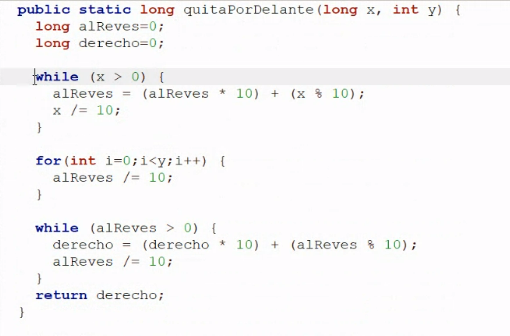 public static long quitaPorDelante(long x, int y) {
  long alReves=0;
  long derecho=0;

  while (x > 0) {
    alReves = (alReves * 10) + (x % 10);
    x /= 10;
  }

  for(int i=0;i<y;i++) {
    alReves /= 10;
  }

  while (alReves > 0) {
    derecho = (derecho * 10) + (alReves % 10);
    alReves /= 10;
  }
  return derecho;
}